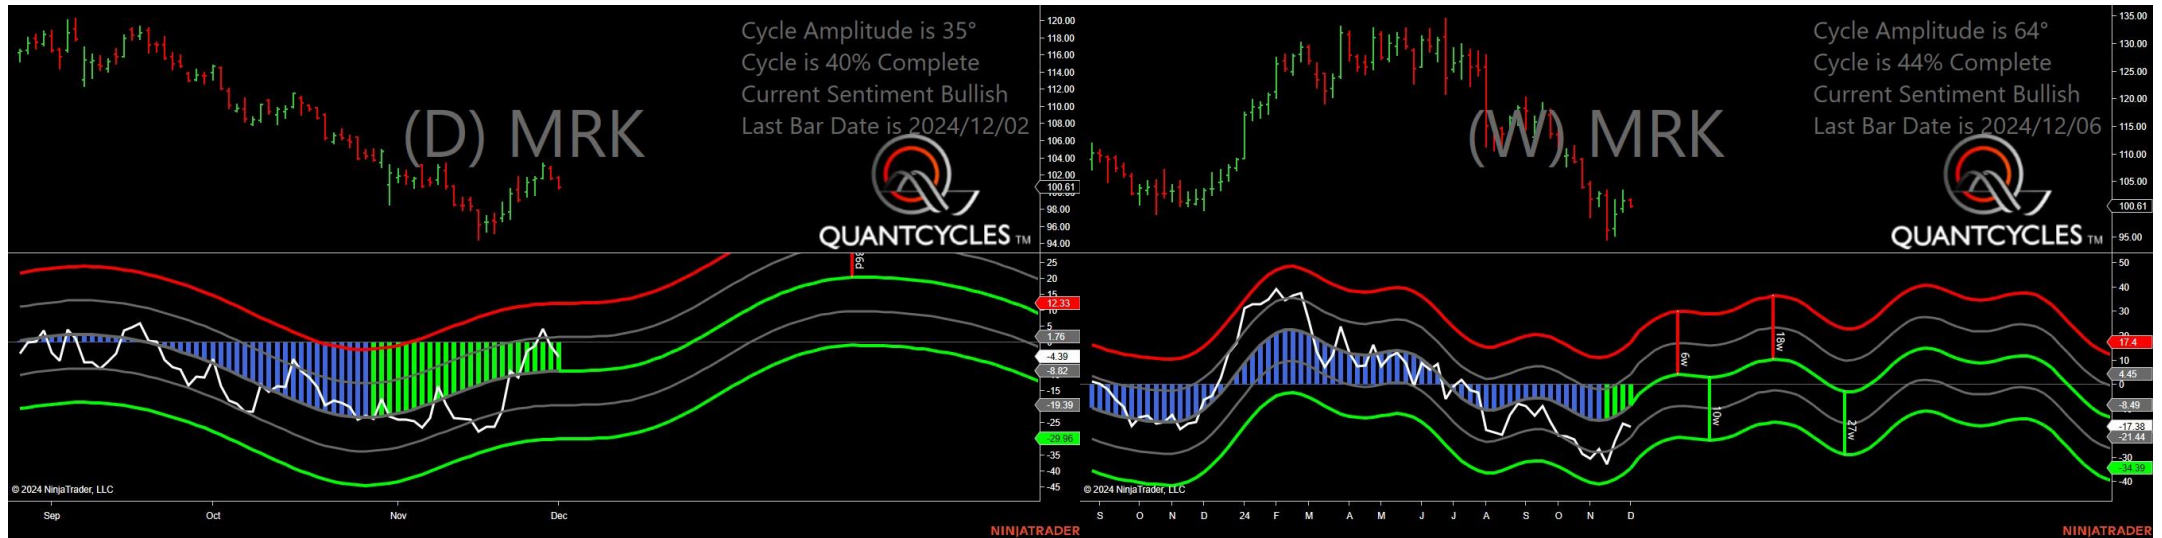 Cycle Amplitude is 35°
Cycle is 40% Complete
Current Sentiment Bullish
Last Bar Date is 2024/12/02
(D) MRK
QUANTCYCLES TM
120.00
118.00
116.00
114.00
112.00
110.00
108.00
106.00
104.00
102.00
100.61
98.00
96.00
94.00
36d
25
20
15
12.33
5
1.76
-4.39
-8.82
-15
-19.39
-25
-29.96
-35
-40
-45
© 2024 NinjaTrader, LLC
Sep Oct Nov Dec
NINJATRADER
Cycle Amplitude is 64°
Cycle is 44% Complete
Current Sentiment Bullish
Last Bar Date is 2024/12/06
(W) MRK
QUANTCYCLES TM
135.00
130.00
125.00
120.00
115.00
110.00
105.00
100.61
95.00
6w
18w
10w
27w
50
40
30
17.4
10
4.45
0
-8.49
-17.38
-21.44
-30
-34.39
-40
© 2024 NinjaTrader, LLC
S O N D 24 F M A M J J A S O N D
NINJATRADER